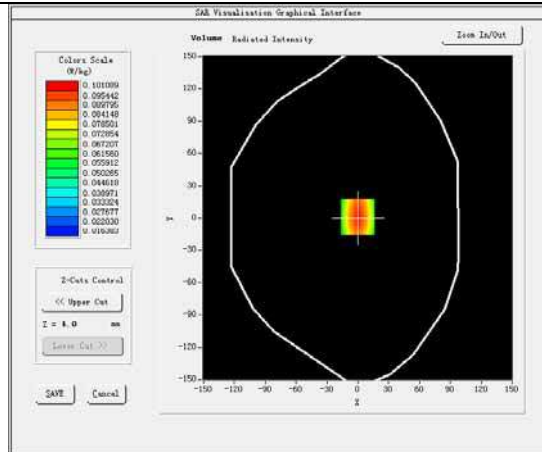 SAR Visualisation Graphical Interface
Volume Radiated Intensity
Zoom In/Out
Colors Scale
(W/kg)
0.101089
0.095442
0.089795
0.084148
0.078501
0.072854
0.067207
0.061560
0.055912
0.050265
0.044618
0.038971
0.033324
0.027677
0.022030
0.016383
150
120
90
60
30
0
-30
-60
-90
-120
-150
Y
-150 -120 -90 -60 -30 0 30 60 90 120 150
X
Z-Cuts Control
<< Upper Cut
Z = 4.0 mm
Lower Cut >>
SAVE Cancel